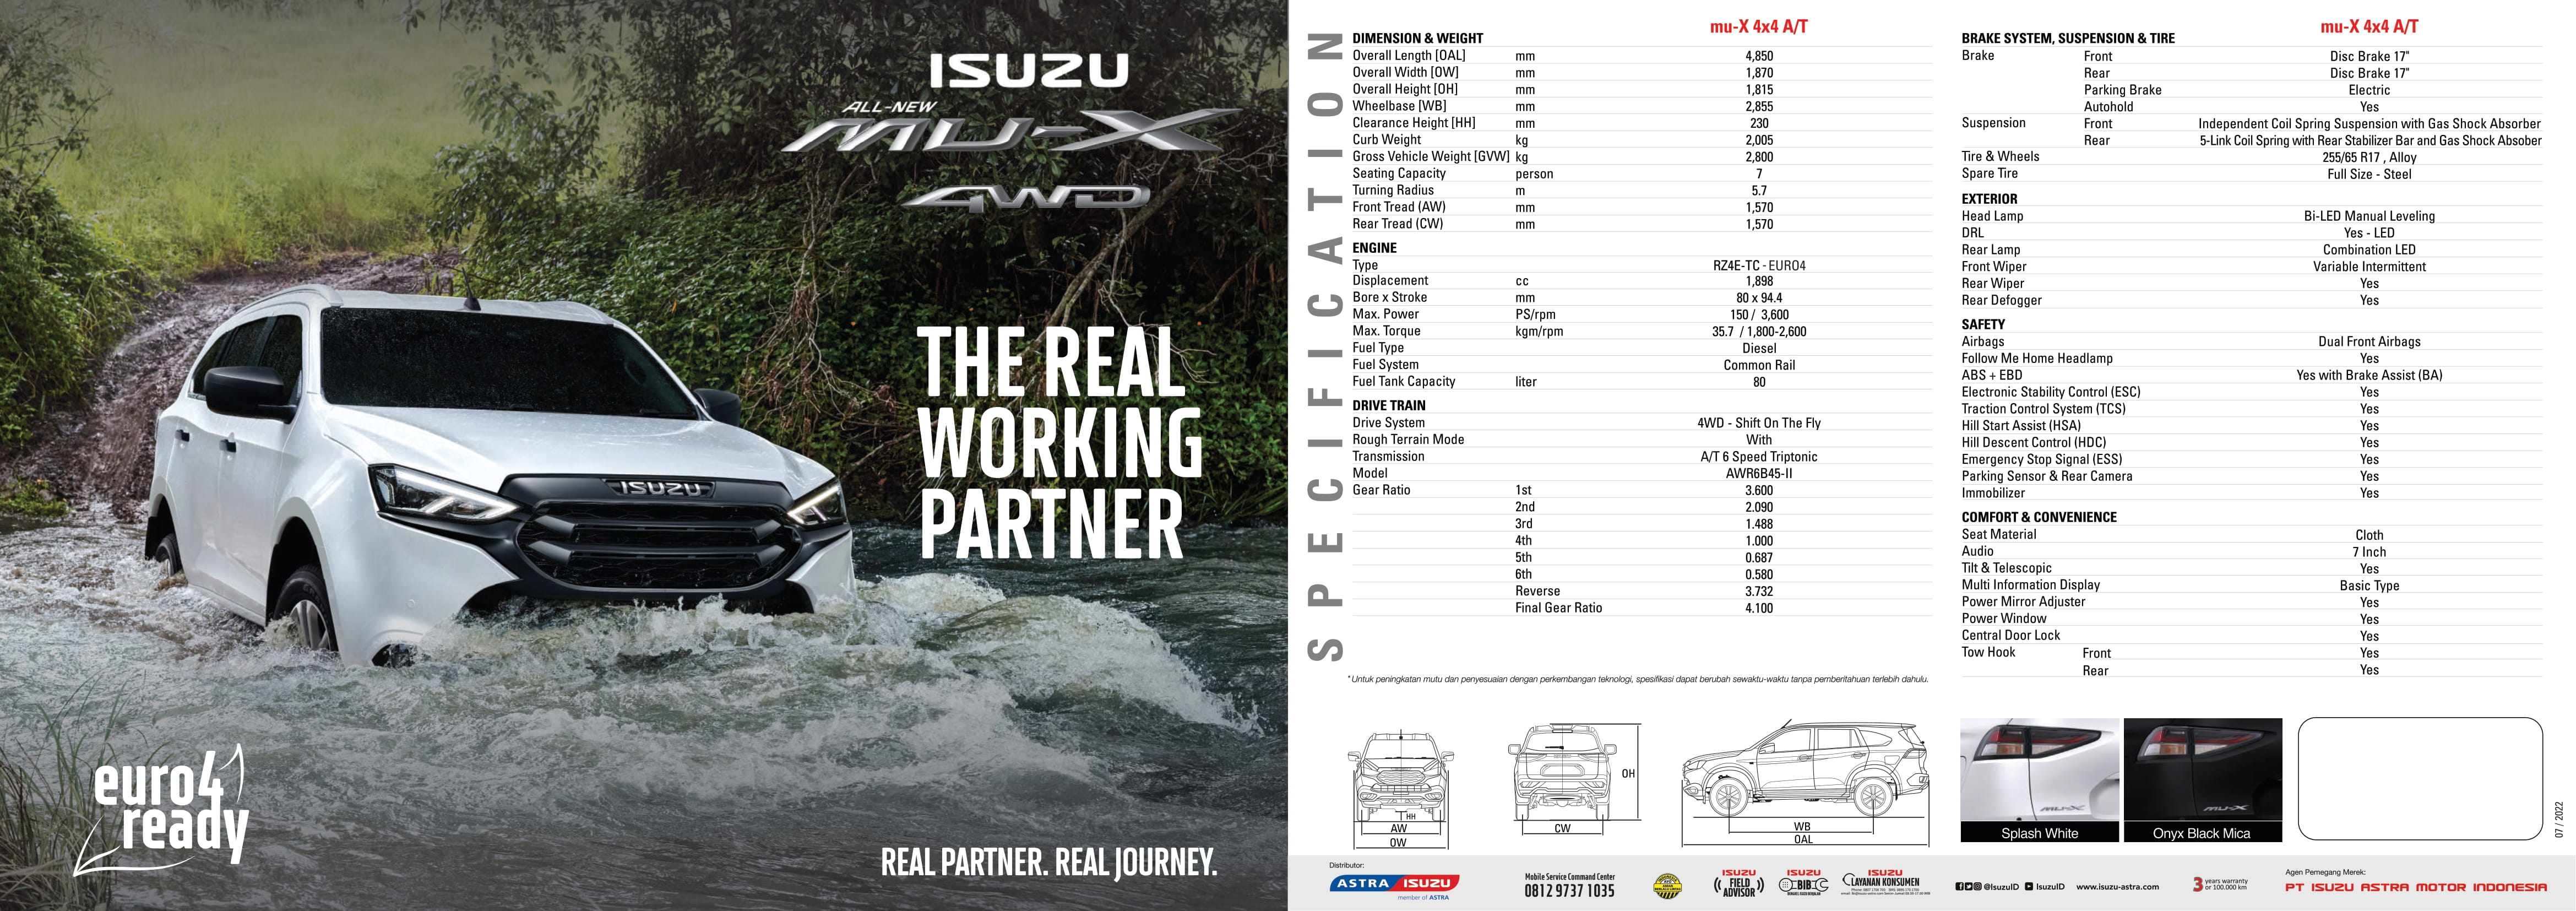 ISUZU
ALL-NEW
MU-X
4WD
THE REAL
WORKING
PARTNER
ISUZU
euro4
ready
REAL PARTNER. REAL JOURNEY.
SPECIFICATION
mu-X 4x4 A/T
DIMENSION & WEIGHT
Overall Length [OAL] mm 4,850
Overall Width [OW] mm 1,870
Overall Height [OH] mm 1,815
Wheelbase [WB] mm 2,855
Clearance Height [HH] mm 230
Curb Weight kg 2,005
Gross Vehicle Weight [GVW] kg 2,800
Seating Capacity person 7
Turning Radius m 5.7
Front Tread (AW) mm 1,570
Rear Tread (CW) mm 1,570
ENGINE
Type RZ4E-TC - EURO4
Displacement cc 1,898
Bore x Stroke mm 80 x 94.4
Max. Power PS/rpm 150 / 3,600
Max. Torque kgm/rpm 35.7 / 1,800-2,600
Fuel Type Diesel
Fuel System Common Rail
Fuel Tank Capacity liter 80
DRIVE TRAIN
Drive System 4WD - Shift On The Fly
Rough Terrain Mode With
Transmission A/T 6 Speed Triptonic
Model AWR6B45-II
Gear Ratio 1st 3.600
2nd 2.090
3rd 1.488
4th 1.000
5th 0.687
6th 0.580
Reverse 3.732
Final Gear Ratio 4.100
* Untuk peningkatan mutu dan penyesuaian dengan perkembangan teknologi, spesifikasi dapat berubah sewaktu-waktu tanpa pemberitahuan terlebih dahulu.
mu-X 4x4 A/T
BRAKE SYSTEM, SUSPENSION & TIRE
Brake Front Disc Brake 17"
Rear Disc Brake 17"
Parking Brake Electric
Autohold Yes
Suspension Front Independent Coil Spring Suspension with Gas Shock Absorber
Rear 5-Link Coil Spring with Rear Stabilizer Bar and Gas Shock Absober
Tire & Wheels 255/65 R17 , Alloy
Spare Tire Full Size - Steel
EXTERIOR
Head Lamp Bi-LED Manual Leveling
DRL Yes - LED
Rear Lamp Combination LED
Front Wiper Variable Intermittent
Rear Wiper Yes
Rear Defogger Yes
SAFETY
Airbags Dual Front Airbags
Follow Me Home Headlamp Yes
ABS + EBD Yes with Brake Assist (BA)
Electronic Stability Control (ESC) Yes
Traction Control System (TCS) Yes
Hill Start Assist (HSA) Yes
Hill Descent Control (HDC) Yes
Emergency Stop Signal (ESS) Yes
Parking Sensor & Rear Camera Yes
Immobilizer Yes
COMFORT & CONVENIENCE
Seat Material Cloth
Audio 7 Inch
Tilt & Telescopic Yes
Multi Information Display Basic Type
Power Mirror Adjuster Yes
Power Window Yes
Central Door Lock Yes
Tow Hook Front Yes
Rear Yes
HH
AW
OW
CW
OH
WB
OAL
MU-X
Splash White
MU-X
Onyx Black Mica
07 / 2022
Distributor:
ASTRA ISUZU
member of ASTRA
Mobile Service Command Center
0812 9737 1035
ISUZU
FIELD
ADVISOR
ISUZU
BIB
ISUZU
LAYANAN KONSUMEN
@IsuzuID IsuzuID www.isuzu-astra.com
3 years warranty
or 100.000 km
Agen Pemegang Merek:
PT ISUZU ASTRA MOTOR INDONESIA